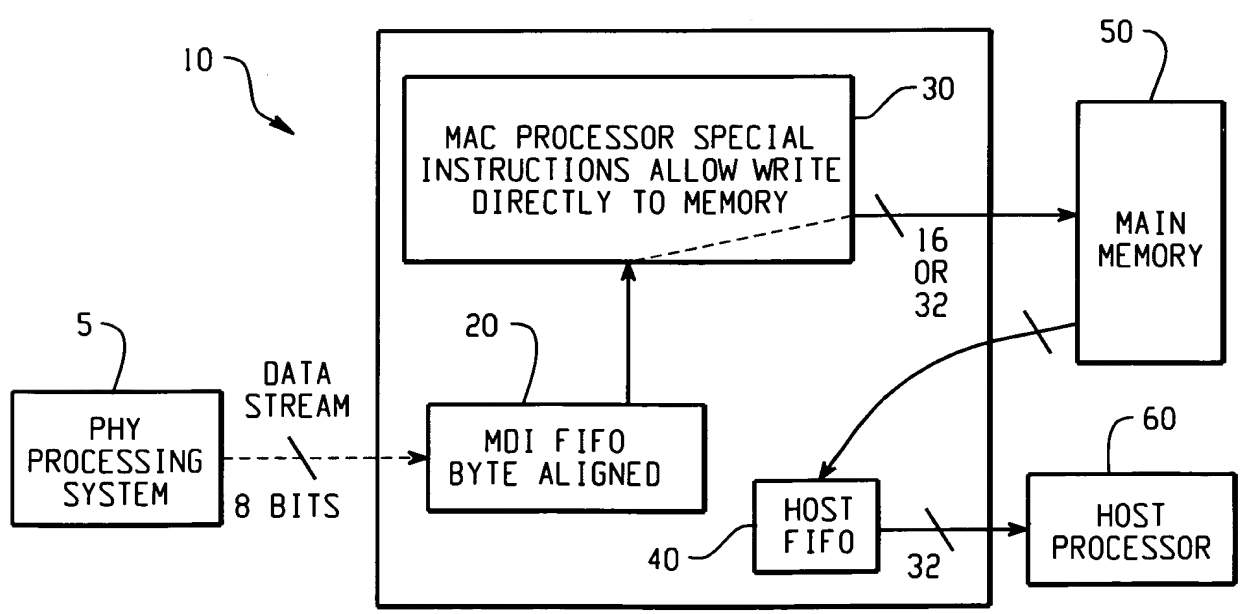 10
50
30
MAC PROCESSOR SPECIAL
INSTRUCTIONS ALLOW WRITE
DIRECTLY TO MEMORY
16
OR
32
MAIN
MEMORY
5
20
DATA
STREAM
PHY
PROCESSING
SYSTEM
8 BITS
MDI FIFO
BYTE ALIGNED
60
HOST
FIFO
40
32
HOST
PROCESSOR